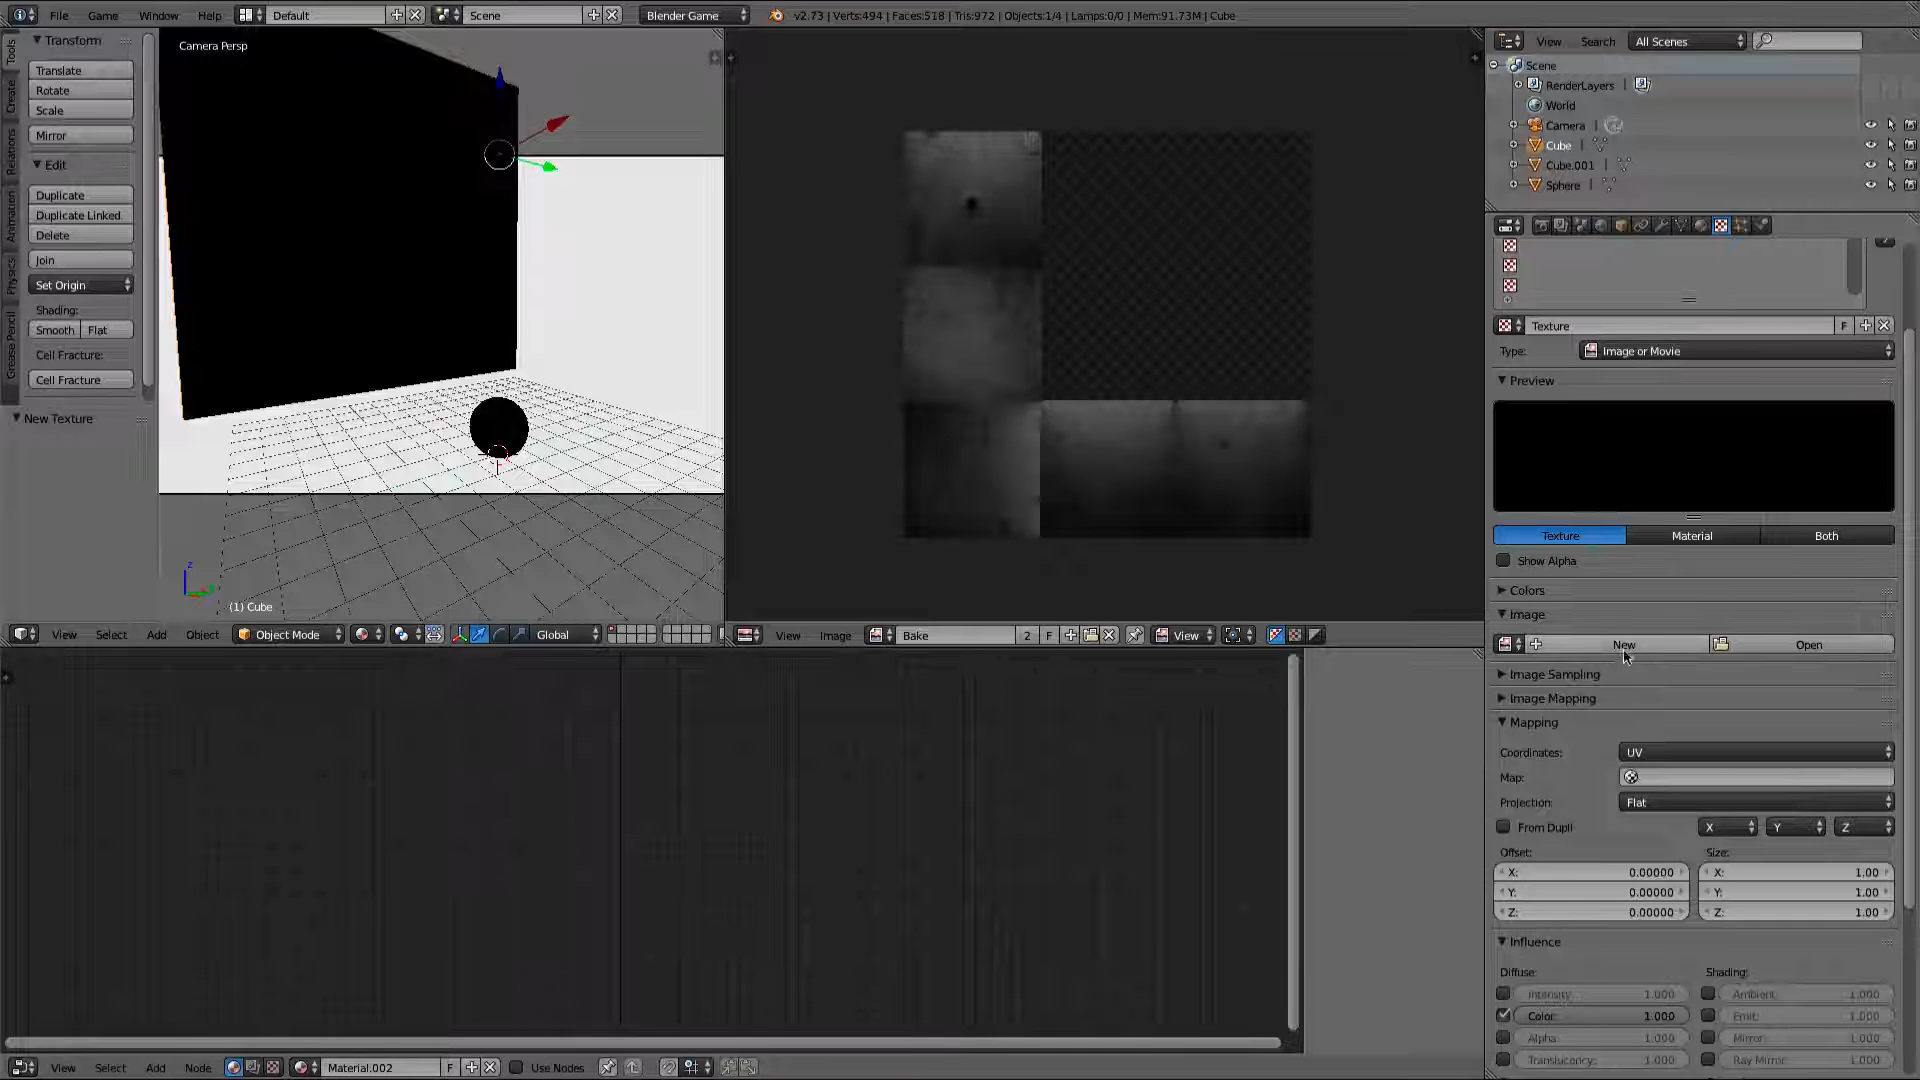 File Game Window Help Default Scene Blender Game v2.73 | Verts:494 | Faces:518 | Tris:972 | Objects:1/4 | Lamps:0/0 | Mem:91.73M | Cube
Tools
Create
Relations
Animation
Physics
Grease Pencil
Transform
Translate
Rotate
Scale
Mirror
Edit
Duplicate
Duplicate Linked
Delete
Join
Set Origin
Shading:
Smooth Flat
Cell Fracture:
Cell Fracture
New Texture
Camera Persp
z
(1) Cube
View Select Add Object Object Mode Global
View Image Bake 2 F View
View Search All Scenes
Scene
RenderLayers |
World
Camera |
Cube |
Cube.001 |
Sphere |
Texture F
Type: Image or Movie
Preview
Texture Material Both
Show Alpha
Colors
Image
New Open
Image Sampling
Image Mapping
Mapping
Coordinates: UV
Map:
Projection: Flat
From Dupli X Y Z
Offset: Size:
X: 0.00000 X: 1.00
Y: 0.00000 Y: 1.00
Z: 0.00000 Z: 1.00
Influence
Diffuse: Shading:
Intensity: 1.000 Ambient: 1.000
Color: 1.000 Emit: 1.000
Alpha: 1.000 Mirror: 1.000
Translucency: 1.000 Ray Mirror: 1.000
View Select Add Node Material.002 F Use Nodes